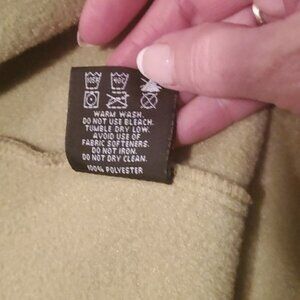 WARM WASH.
DO NOT USE BLEACH.
TUMBLE DRY LOW.
AVOID USE OF
FABRIC SOFTENERS.
DO NOT IRON.
DO NOT DRY CLEAN.
100% POLYESTER